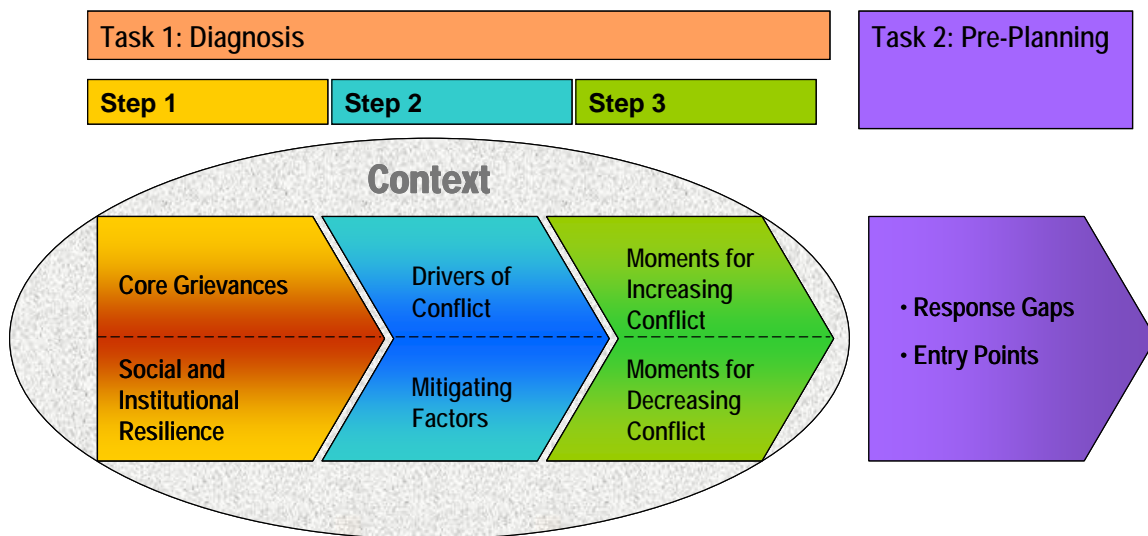 Task 1: Diagnosis
Task 2: Pre-Planning
Step 1
Step 2
Step 3
Context
Core Grievances
Social and
Institutional
Resilience
Drivers of
Conflict
Mitigating
Factors
Moments for
Increasing
Conflict
Moments for
Decreasing
Conflict
• Response Gaps
• Entry Points